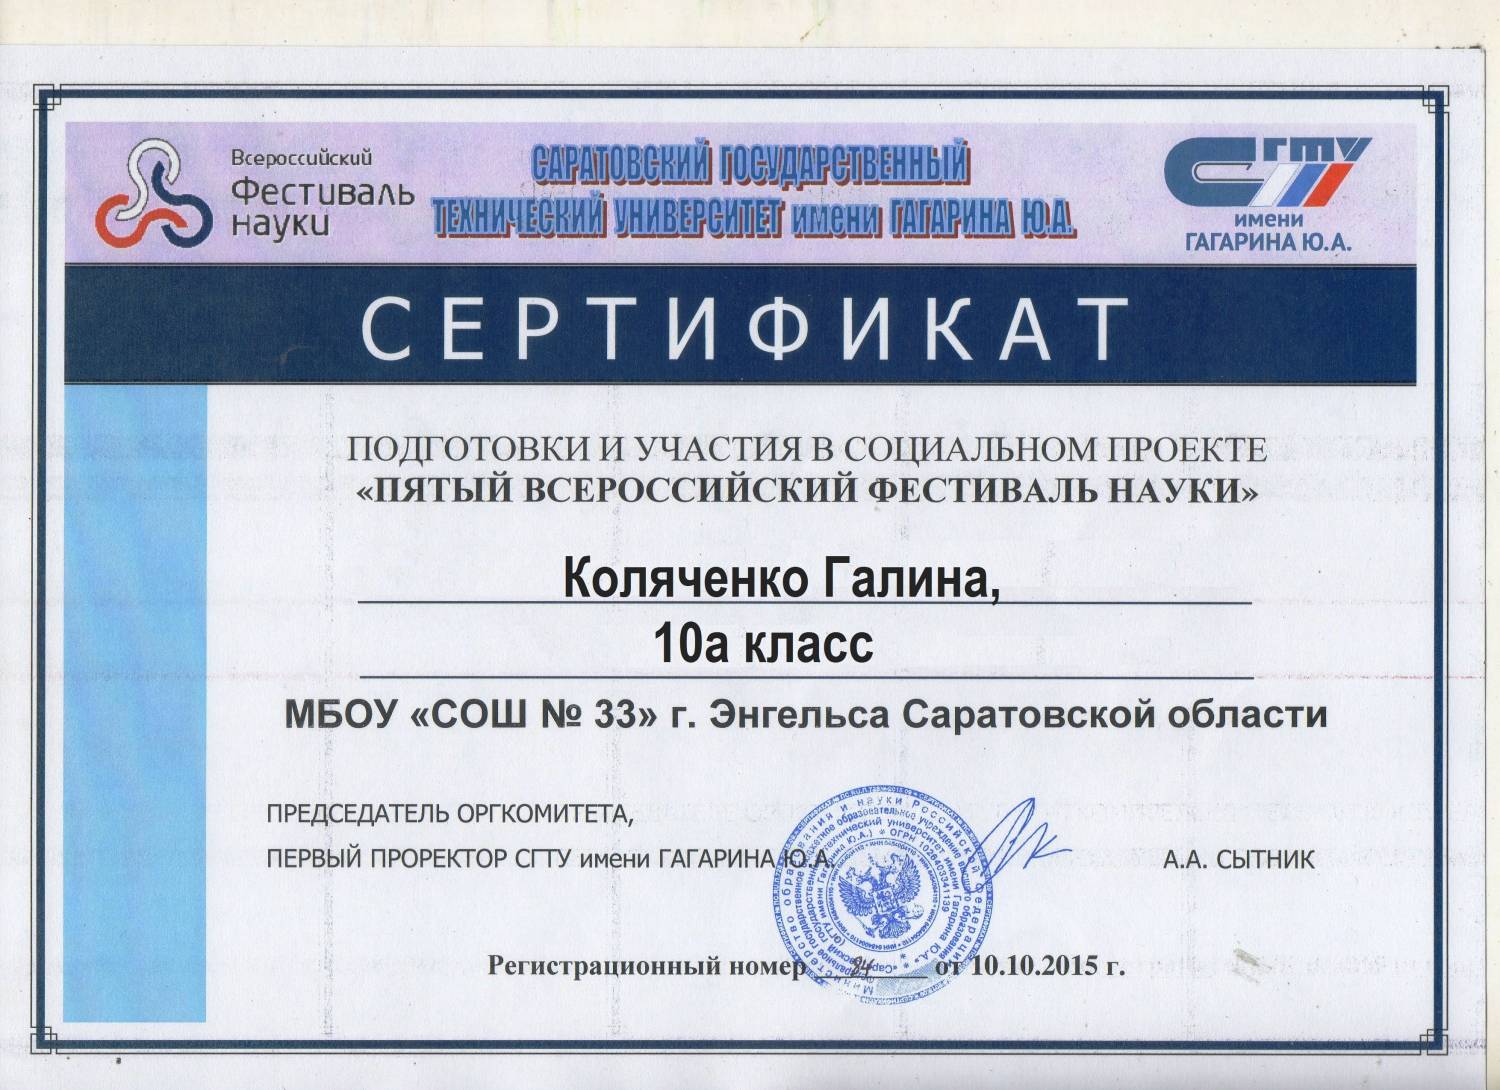 Всероссийский
Фестиваль
науки
САРАТОВСКИЙ ГОСУДАРСТВЕННЫЙ
ТЕХНИЧЕСКИЙ УНИВЕРСИТЕТ имени ГАГАРИНА Ю.А.
СГТУ
имени
ГАГАРИНА Ю.А.
СЕРТИФИКАТ
ПОДГОТОВКИ И УЧАСТИЯ В СОЦИАЛЬНОМ ПРОЕКТЕ
«ПЯТЫЙ ВСЕРОССИЙСКИЙ ФЕСТИВАЛЬ НАУКИ»
Коляченко Галина,
10а класс
МБОУ «СОШ № 33» г. Энгельса Саратовской области
ПРЕДСЕДАТЕЛЬ ОРГКОМИТЕТА,
ПЕРВЫЙ ПРОРЕКТОР СГТУ имени ГАГАРИНА Ю.А. А.А. СЫТНИК
Регистрационный номер 84 от 10.10.2015 г.